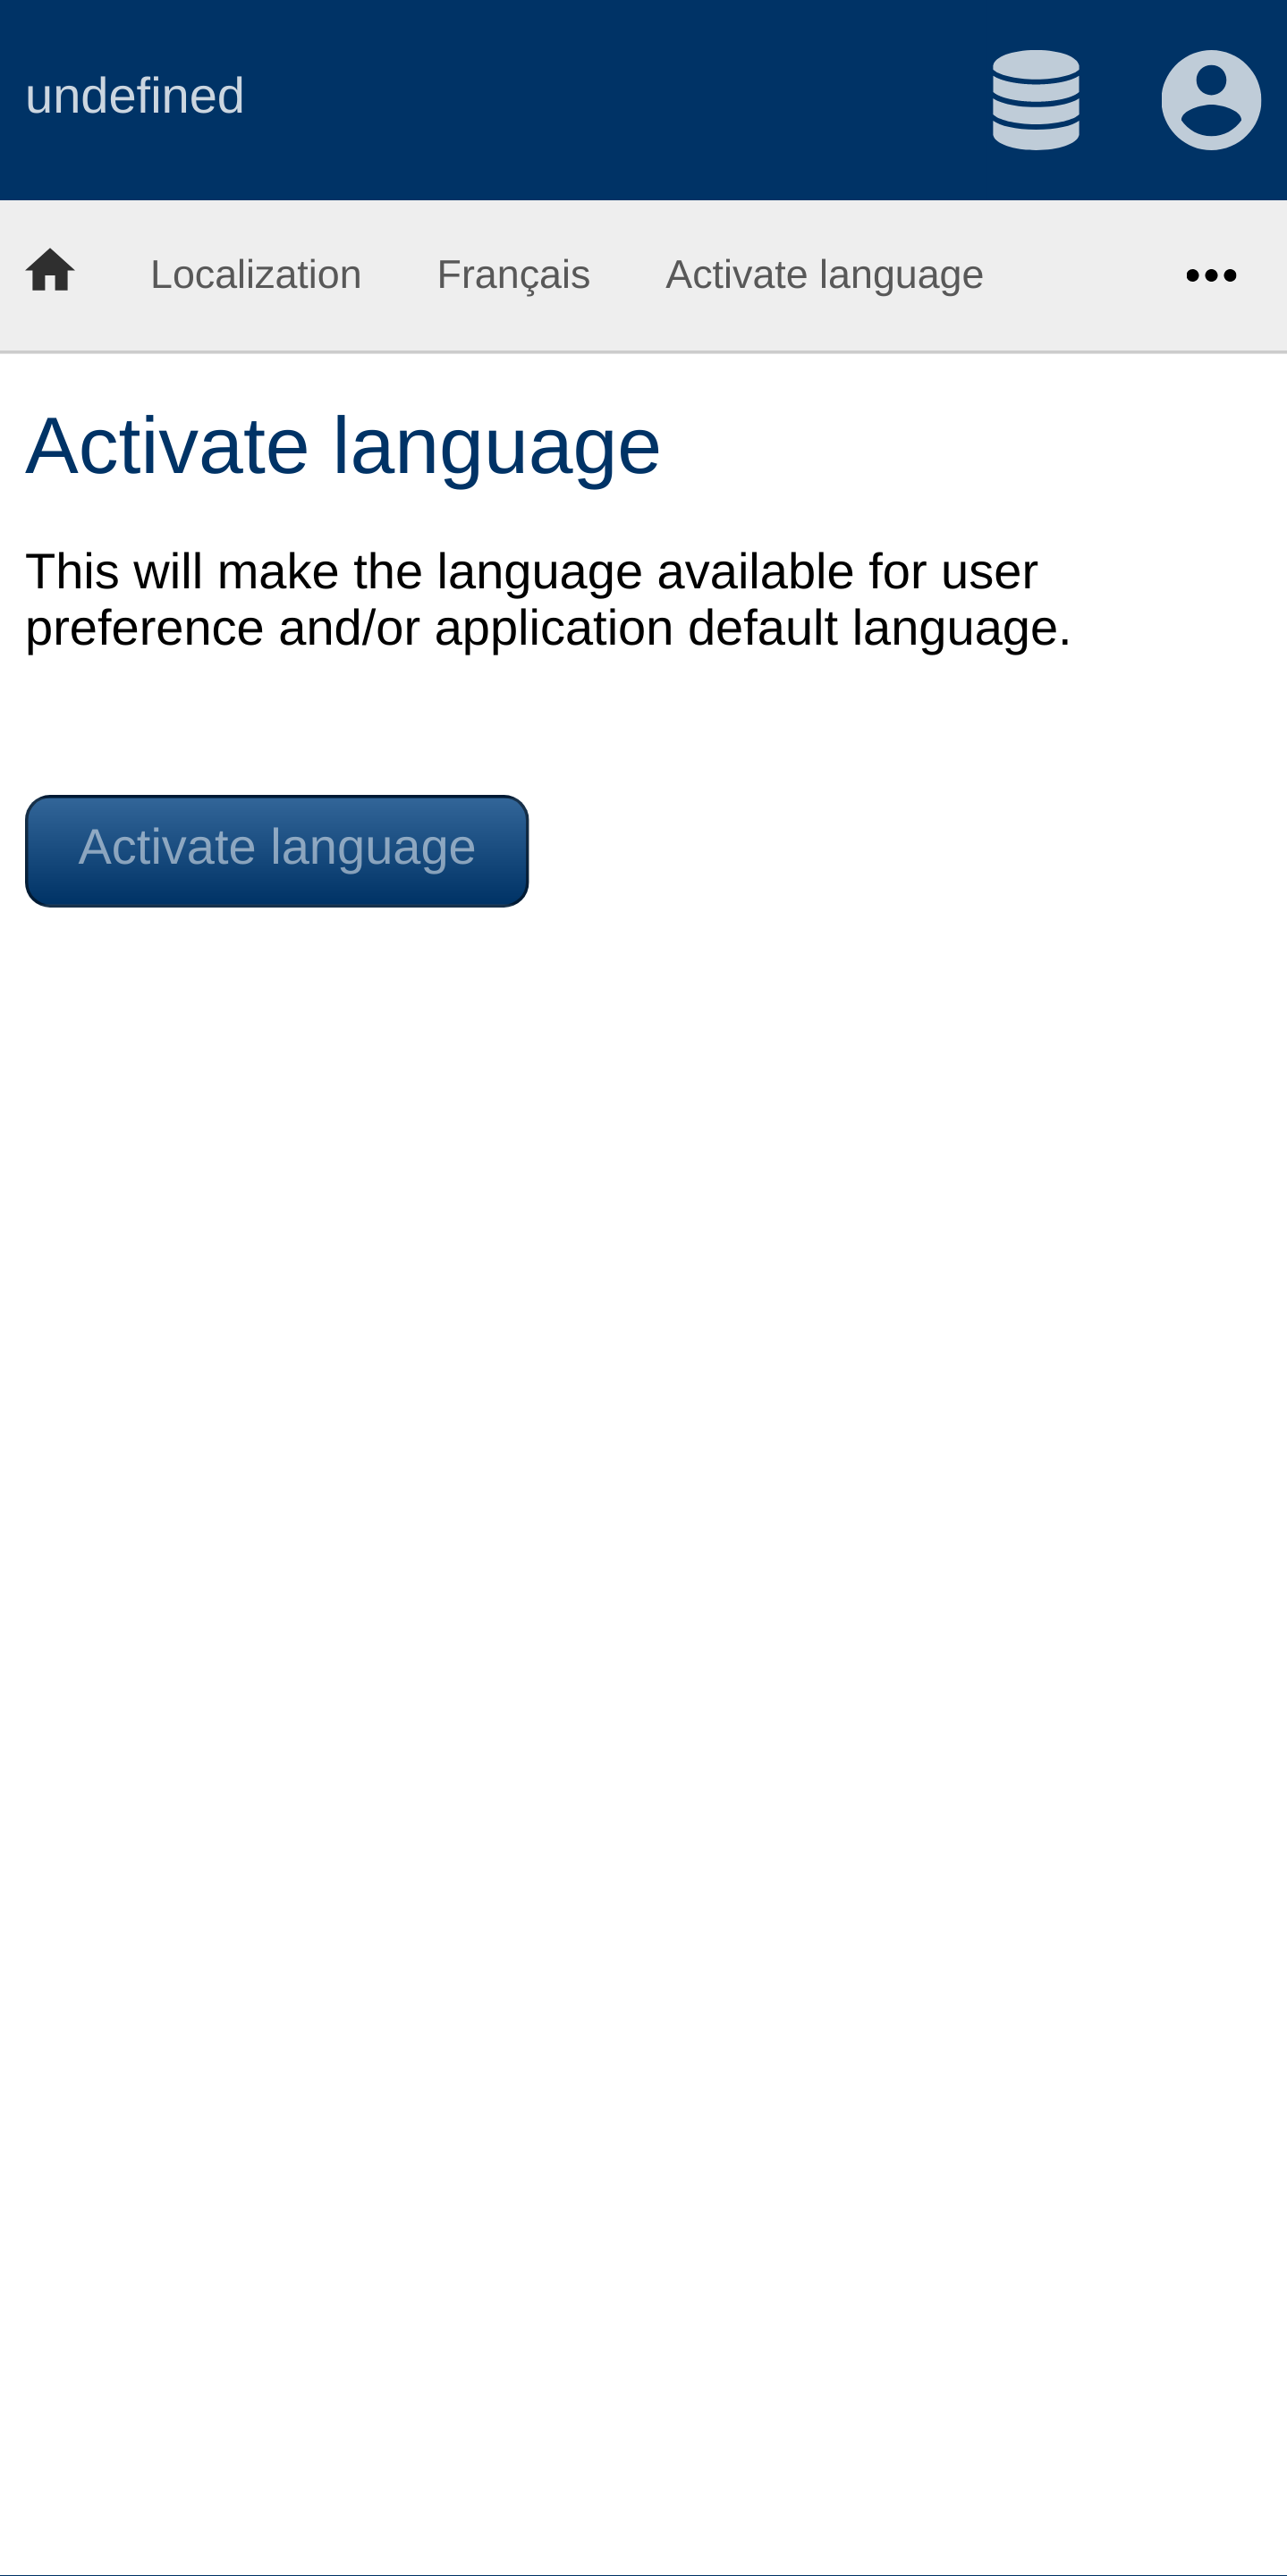 undefined
Localization Français Activate language
Activate language
This will make the language available for user
preference and/or application default language.
Activate language